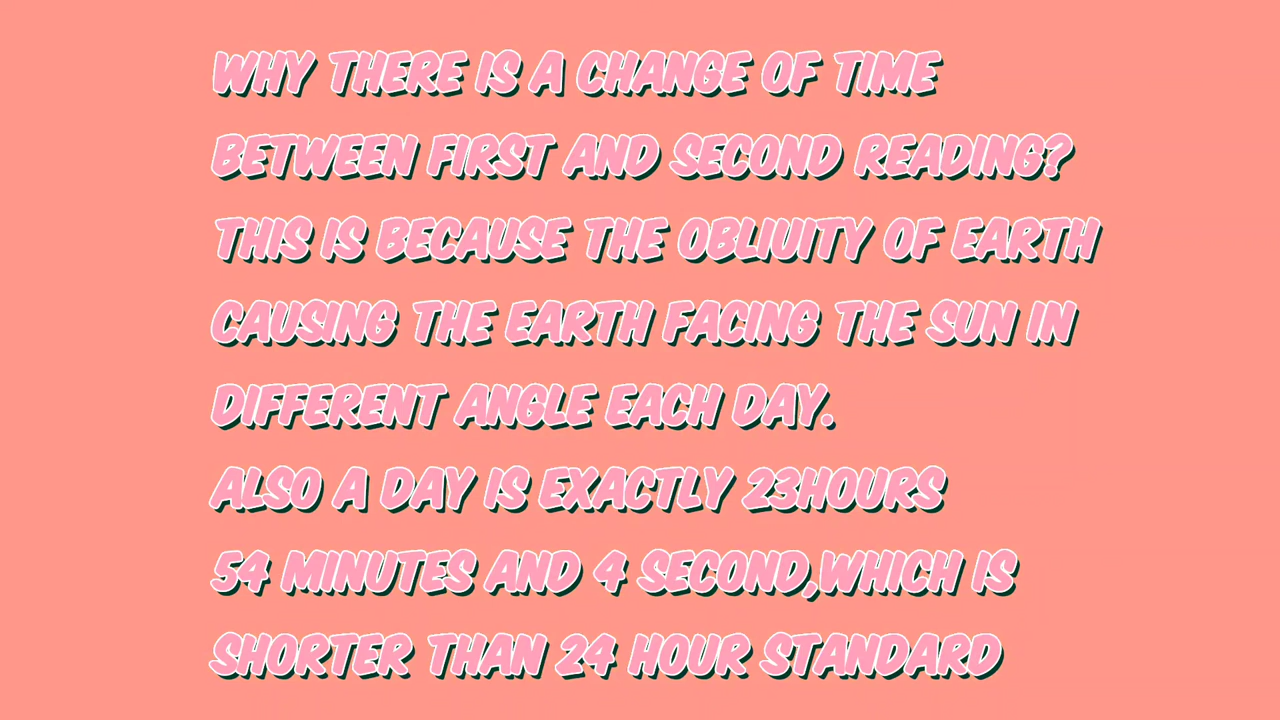 WHY THERE IS A CHANGE OF TIME
BETWEEN FIRST AND SECOND READING?
THIS IS BECAUSE THE OBLIUITY OF EARTH
CAUSING THE EARTH FACING THE SUN IN
DIFFERENT ANGLE EACH DAY.
ALSO A DAY IS EXACTLY 23HOURS
54 MINUTES AND 4 SECOND,WHICH IS
SHORTER THAN 24 HOUR STANDARD